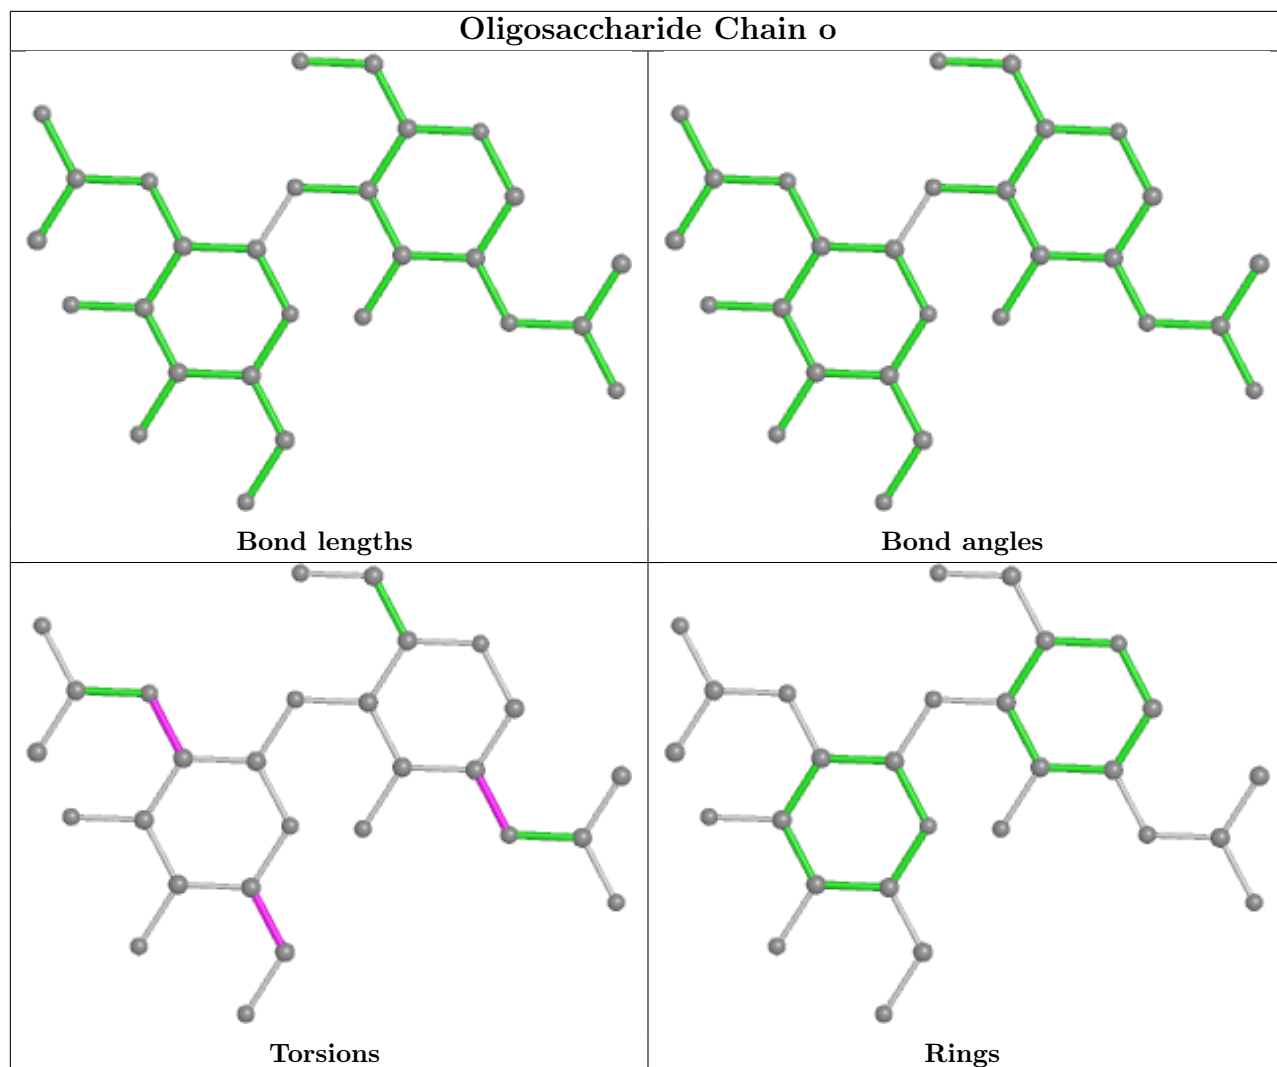 Oligosaccharide Chain o
Bond lengths
Bond angles
Torsions
Rings